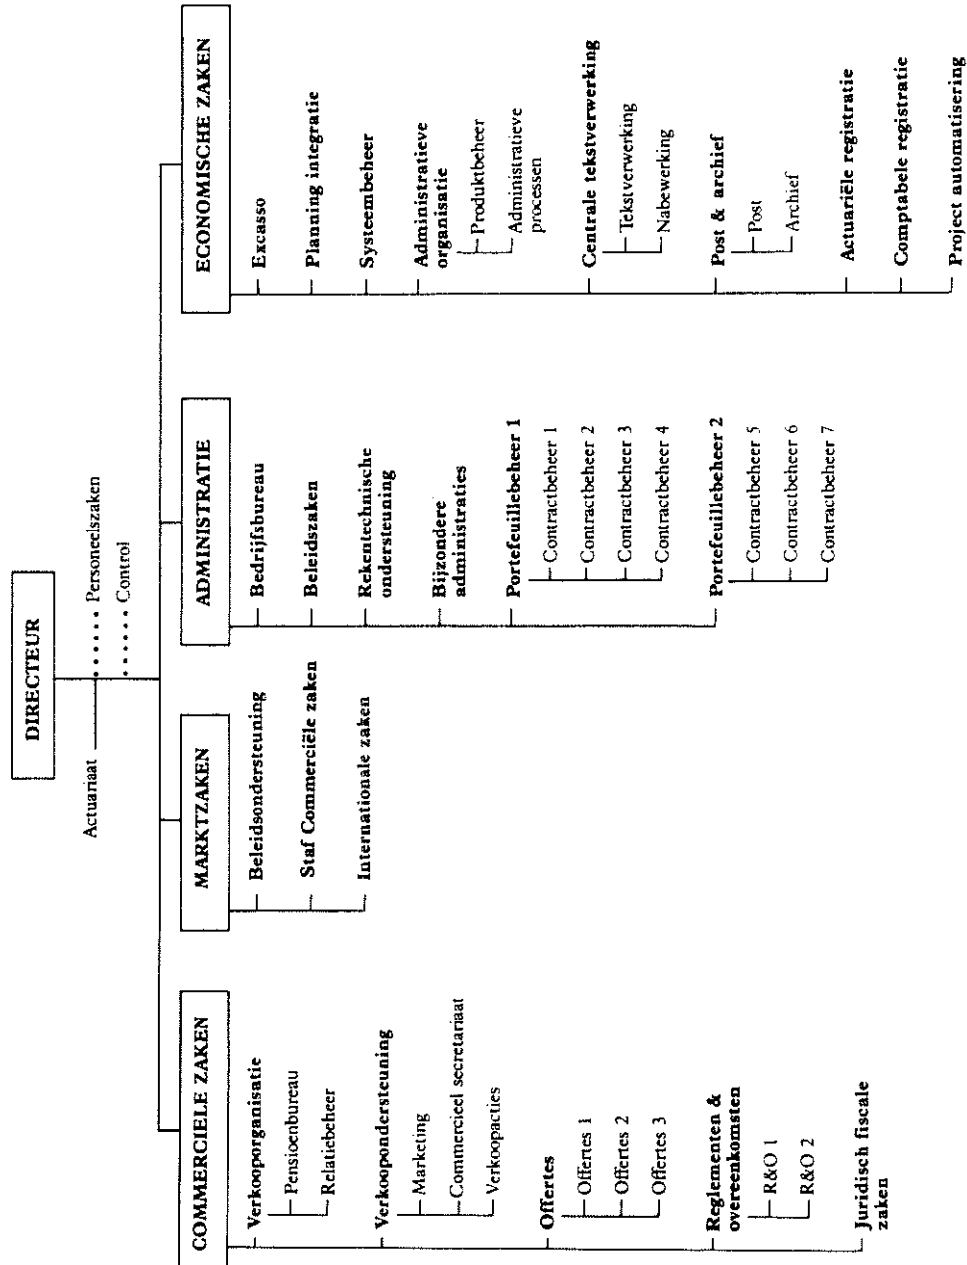 DIRECTEUR
Actuariaat
Personeelszaken
Control
COMMERCIELE ZAKEN
Verkooporganisatie
Pensioenbureau
Relatiebeheer
Verkoopondersteuning
Marketing
Commercieel secretariaat
Verkoopacties
Offertes
Offertes 1
Offertes 2
Offertes 3
Reglementen &
overeenkomsten
R&O 1
R&O 2
Juridisch fiscale
zaken
MARKTZAKEN
Beleidsondersteuning
Staf Commerciële zaken
Internationale zaken
ADMINISTRATIE
Bedrijfsbureau
Beleidszaken
Rekentechnische
ondersteuning
Bijzondere
administraties
Portefeuillebeheer 1
Contractbeheer 1
Contractbeheer 2
Contractbeheer 3
Contractbeheer 4
Portefeuillebeheer 2
Contractbeheer 5
Contractbeheer 6
Contractbeheer 7
ECONOMISCHE ZAKEN
Excasso
Planning integratie
Systeembeheer
Administratieve
organisatie
Produktbeheer
Administratieve
processen
Centrale tekstverwerking
Tekstverwerking
Nabewerking
Post & archief
Post
Archief
Actuariële registratie
Comptabele registratie
Project automatisering